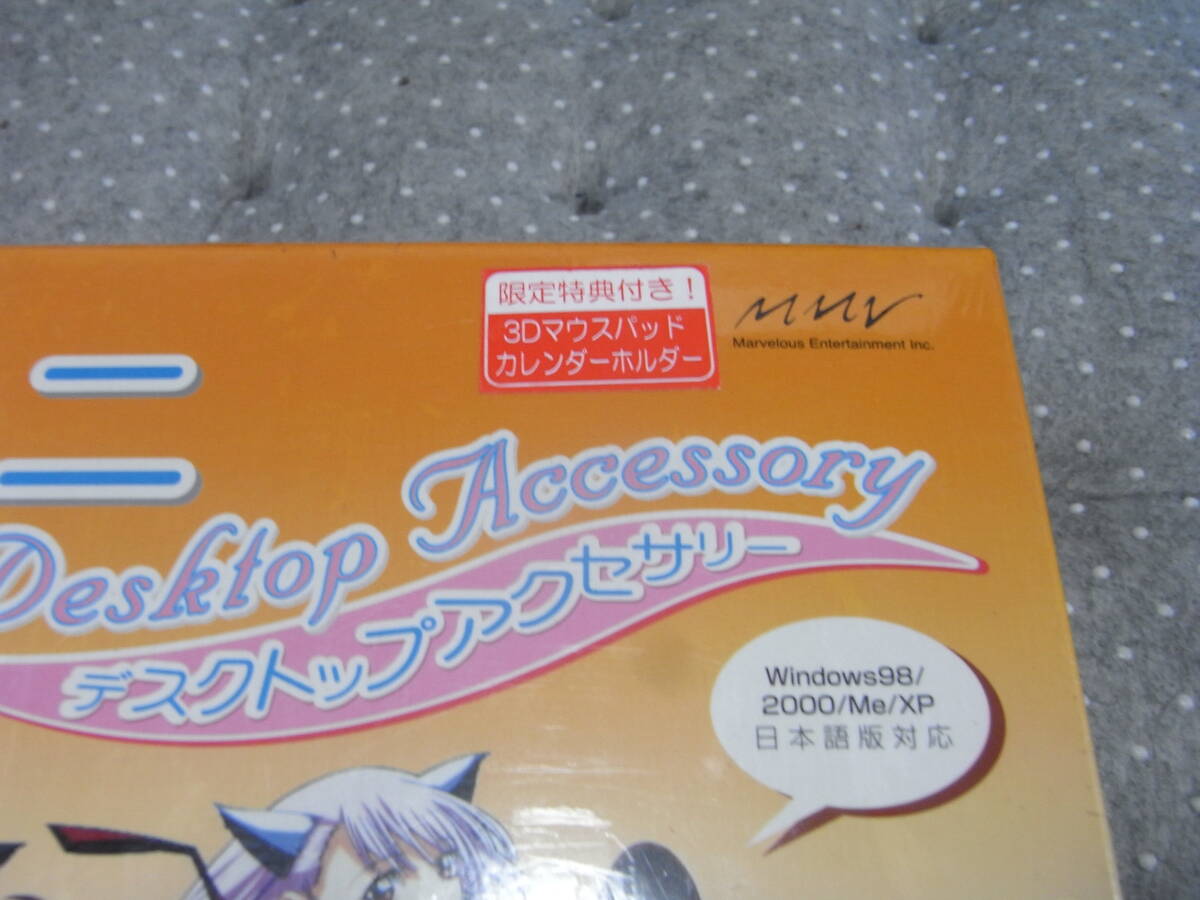 限定特典付き!
3Dマウスパッド
カレンダーホルダー
MMV
Marvelous Entertainment Inc.
ニ
Desktop Accessory
デスクトップアクセサリー
Windows98/
2000/Me/XP
日本語版対応